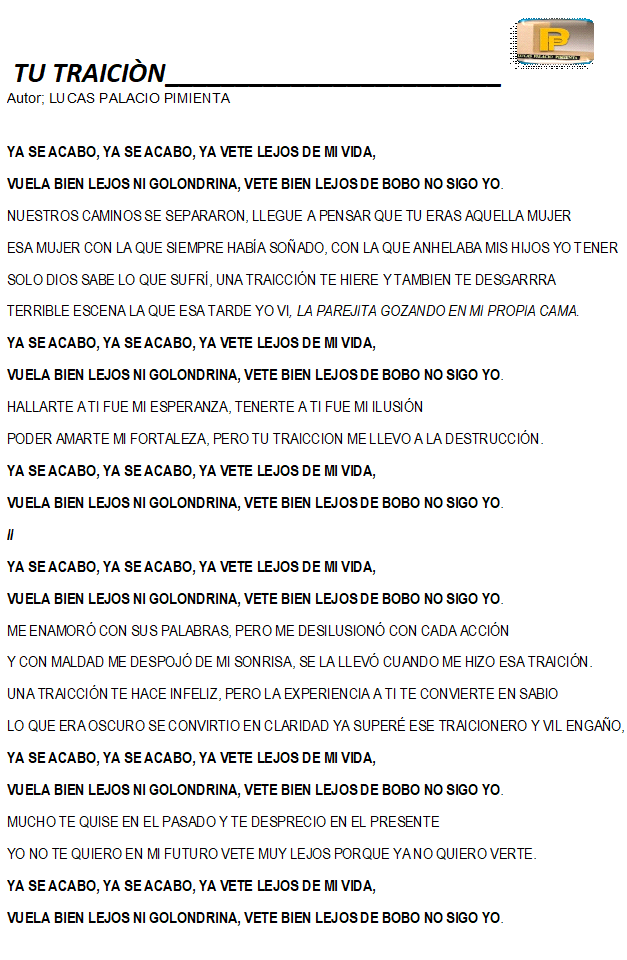 TU TRAICIÒN
LUCAS PALACIO PIMIENTA
Autor; LUCAS PALACIO PIMIENTA
YA SE ACABO, YA SE ACABO, YA VETE LEJOS DE MI VIDA,
VUELA BIEN LEJOS NI GOLONDRINA, VETE BIEN LEJOS DE BOBO NO SIGO YO.
NUESTROS CAMINOS SE SEPARARON, LLEGUE A PENSAR QUE TU ERAS AQUELLA MUJER
ESA MUJER CON LA QUE SIEMPRE HABÌA SOÑADO, CON LA QUE ANHELABA MIS HIJOS YO TENER
SOLO DIOS SABE LO QUE SUFRÍ, UNA TRAICCIÓN TE HIERE Y TAMBIEN TE DESGARRRA
TERRIBLE ESCENA LA QUE ESA TARDE YO VI, LA PAREJITA GOZANDO EN MI PROPIA CAMA.
YA SE ACABO, YA SE ACABO, YA VETE LEJOS DE MI VIDA,
VUELA BIEN LEJOS NI GOLONDRINA, VETE BIEN LEJOS DE BOBO NO SIGO YO.
HALLARTE A TI FUE MI ESPERANZA, TENERTE A TI FUE MI ILUSIÓN
PODER AMARTE MI FORTALEZA, PERO TU TRAICCION ME LLEVO A LA DESTRUCCIÓN.
YA SE ACABO, YA SE ACABO, YA VETE LEJOS DE MI VIDA,
VUELA BIEN LEJOS NI GOLONDRINA, VETE BIEN LEJOS DE BOBO NO SIGO YO.
//
YA SE ACABO, YA SE ACABO, YA VETE LEJOS DE MI VIDA,
VUELA BIEN LEJOS NI GOLONDRINA, VETE BIEN LEJOS DE BOBO NO SIGO YO.
ME ENAMORÓ CON SUS PALABRAS, PERO ME DESILUSIONÓ CON CADA ACCIÓN
Y CON MALDAD ME DESPOJÓ DE MI SONRISA, SE LA LLEVÓ CUANDO ME HIZO ESA TRAICIÓN.
UNA TRAICCIÓN TE HACE INFELIZ, PERO LA EXPERIENCIA A TI TE CONVIERTE EN SABIO
LO QUE ERA OSCURO SE CONVIRTIO EN CLARIDAD YA SUPERÉ ESE TRAICIONERO Y VIL ENGAÑO,
YA SE ACABO, YA SE ACABO, YA VETE LEJOS DE MI VIDA,
VUELA BIEN LEJOS NI GOLONDRINA, VETE BIEN LEJOS DE BOBO NO SIGO YO.
MUCHO TE QUISE EN EL PASADO Y TE DESPRECIO EN EL PRESENTE
YO NO TE QUIERO EN MI FUTURO VETE MUY LEJOS PORQUE YA NO QUIERO VERTE.
YA SE ACABO, YA SE ACABO, YA VETE LEJOS DE MI VIDA,
VUELA BIEN LEJOS NI GOLONDRINA, VETE BIEN LEJOS DE BOBO NO SIGO YO.